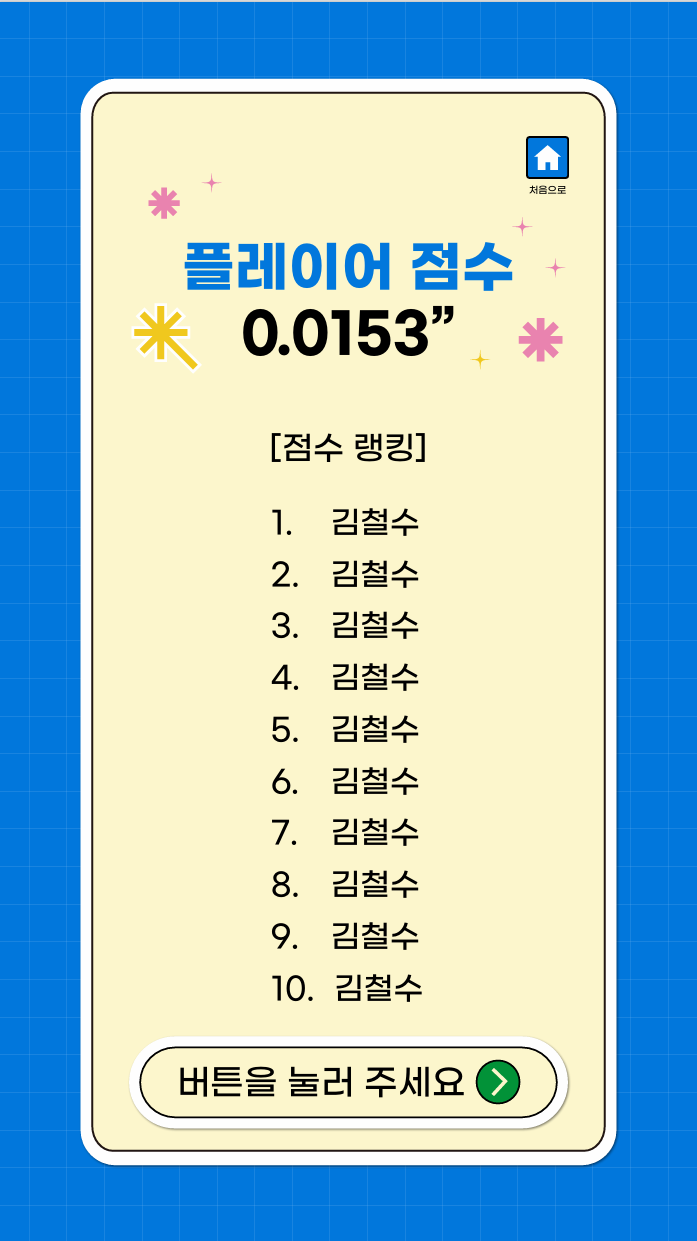 처음으로
플레이어 점수
0.0153”
[점수 랭킹]
1. 김철수
2. 김철수
3. 김철수
4. 김철수
5. 김철수
6. 김철수
7. 김철수
8. 김철수
9. 김철수
10. 김철수
버튼을 눌러 주세요